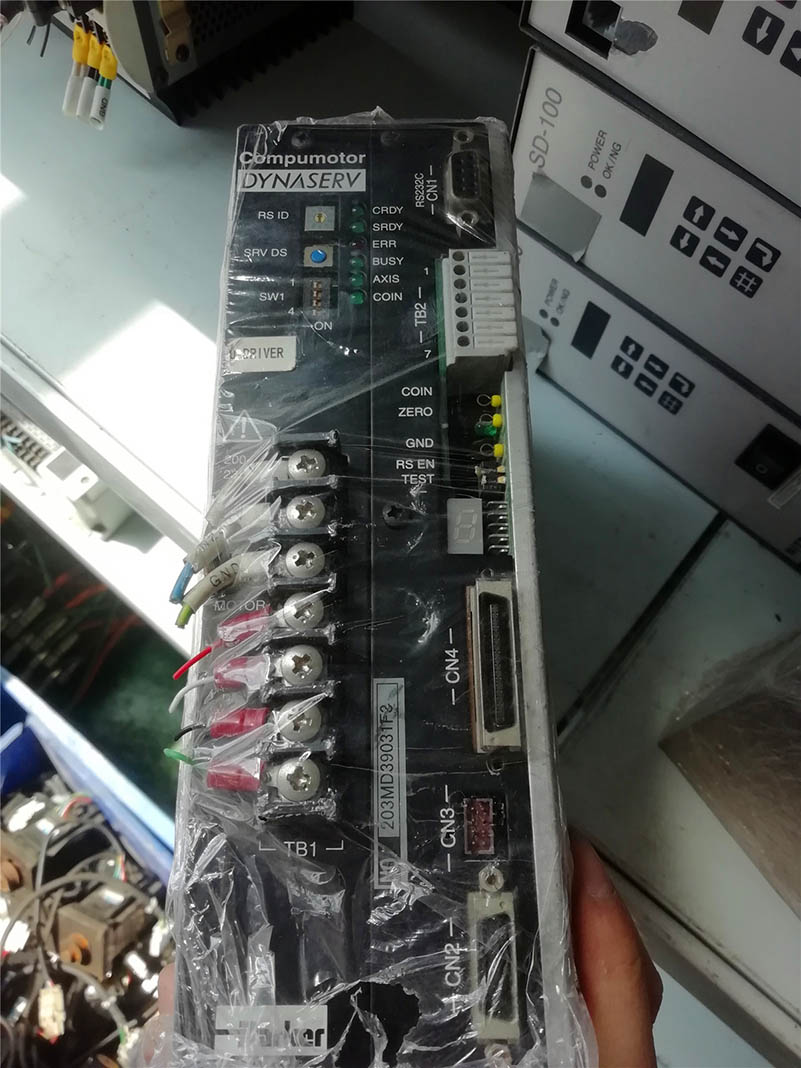 Compumotor
DYNASERV
RS ID
SRV DS
1
SW1
4
ON
CRDY
SRDY
ERR
BUSY
AXIS
COIN
RS232C
CN1
1
TB2
7
U-DRIVER
COIN
ZERO
GND
RS EN
TEST
200
GND
MOTOR
TB1
NO
203MD39031F2
CN4
CN3
CN2
Parker
GND
SD-100
POWER
OK/NG
POWER
OK/NG